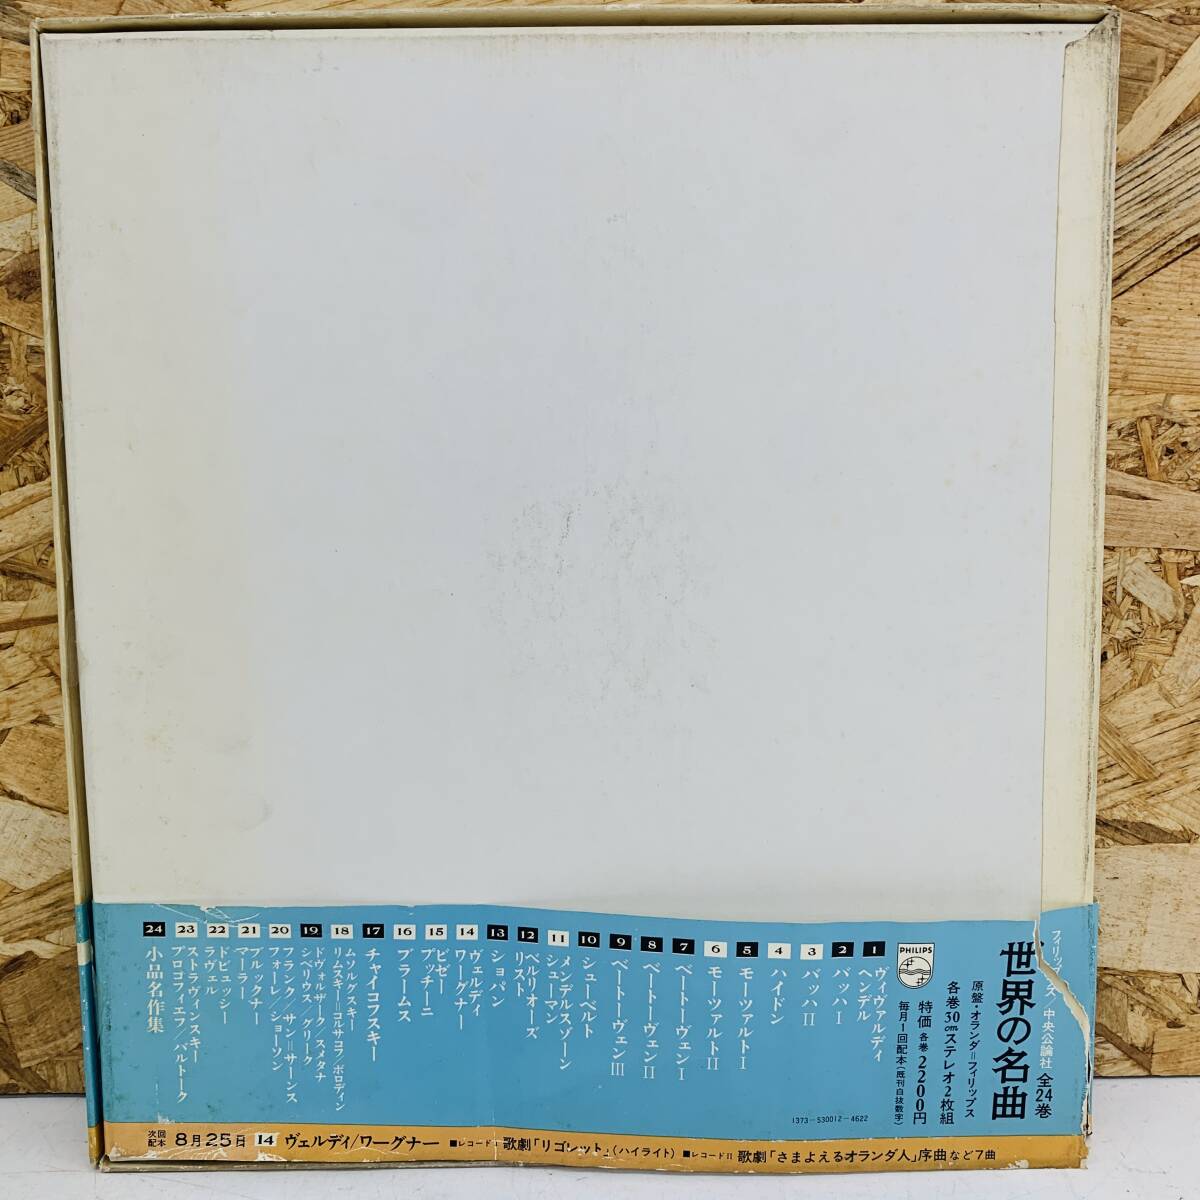 フィリップス／中央公論社 全24巻
世界の名曲
原盤・オランダ＝フィリップス
各巻30cmステレオ2枚組
特価 各巻 2200円
毎月1回配本（既刊白抜数字）
PHILIPS
1 ヴィヴァルディ
ヘンデル
2 バッハI
3 バッハII
4 ハイドン
5 モーツァルトI
6 モーツァルトII
7 ベートーヴェンI
8 ベートーヴェンII
9 ベートーヴェンIII
10 シューベルト
11 メンデルスゾーン
シューマン
12 ベルリオーズ
リスト
13 ショパン
14 ヴェルディ
ワーグナー
15 ビゼー
プッチーニ
16 ブラームス
17 チャイコフスキー
18 ムソルグスキー
リムスキー＝コルサコフ／ボロディン
19 ドヴォルザーク／スメタナ
シベリウス／グリーク
20 フランク／サン＝サーンス
フォーレ／ショーソン
21 ブルックナー
マーラー
22 ドビュッシー
ラヴェル
23 ストラヴィンスキー
プロコフィエフ／バルトーク
24 小品名作集
1373-530012-4622
次回配本 8月25日 14 ヴェルディ/ワーグナー ■レコードI 歌劇「リゴレット」（ハイライト） ■レコードII 歌劇「さまよえるオランダ人」序曲など7曲